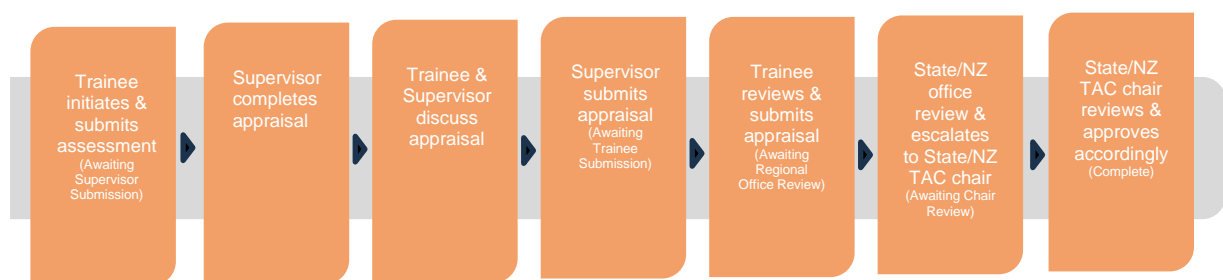 Trainee
initiates &
submits
assessment
(Awaiting
Supervisor
Submission)
Supervisor
completes
appraisal
Trainee &
Supervisor
discuss
appraisal
Supervisor
submits
appraisal
(Awaiting
Trainee
Submission)
Trainee
reviews &
submits
appraisal
(Awaiting
Regional
Office Review)
State/NZ
office
review &
escalates
to State/NZ
TAC chair
(Awaiting Chair
Review)
State/NZ
TAC chair
reviews &
approves
accordingly
(Complete)